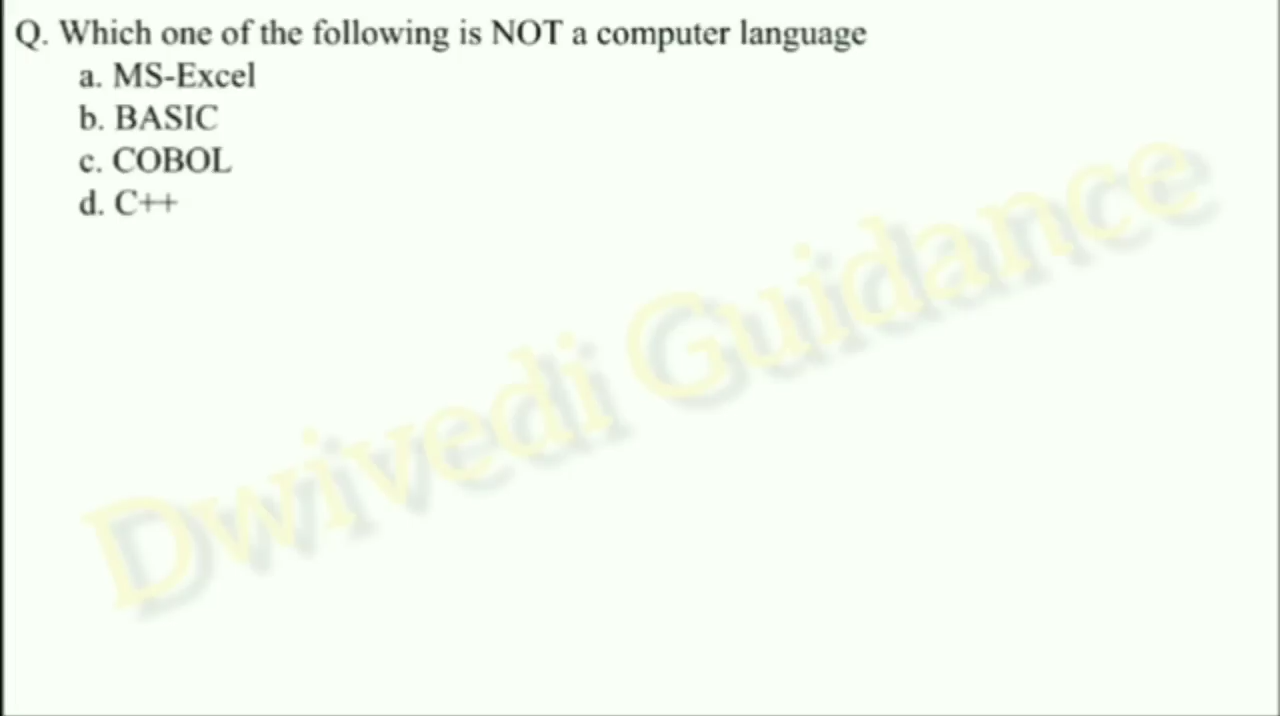 Q. Which one of the following is NOT a computer language
a. MS-Excel
b. BASIC
c. COBOL
d. C++
Dwivedi Guidance